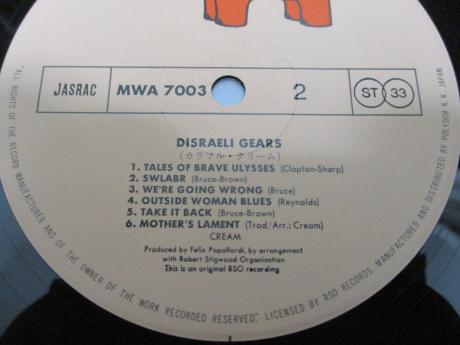 JASRAC
MWA 7003
2
ST 33
DISRAELI GEARS
(カラフル・クリーム)
1. TALES OF BRAVE ULYSSES (Clapton-Sharp)
2. SWLABR (Bruce-Brown)
3. WE'RE GOING WRONG (Bruce)
4. OUTSIDE WOMAN BLUES (Reynolds)
5. TAKE IT BACK (Bruce-Brown)
6. MOTHER'S LAMENT (Trad/Arr.: Cream)
CREAM
Produced by Felix Papallardi, by arrangement
with Robert Stigwood Organisation
This is an original RSO recording
"ALL RIGHTS OF THE RECORD MANUFACTURER AND OF THE OWNER OF THE WORK RECORDED RESERVED". LICENSED BY RSO RECORDS. MANUFACTURED AND DISTRIBUTED BY POLYDOR K.K., JAPAN